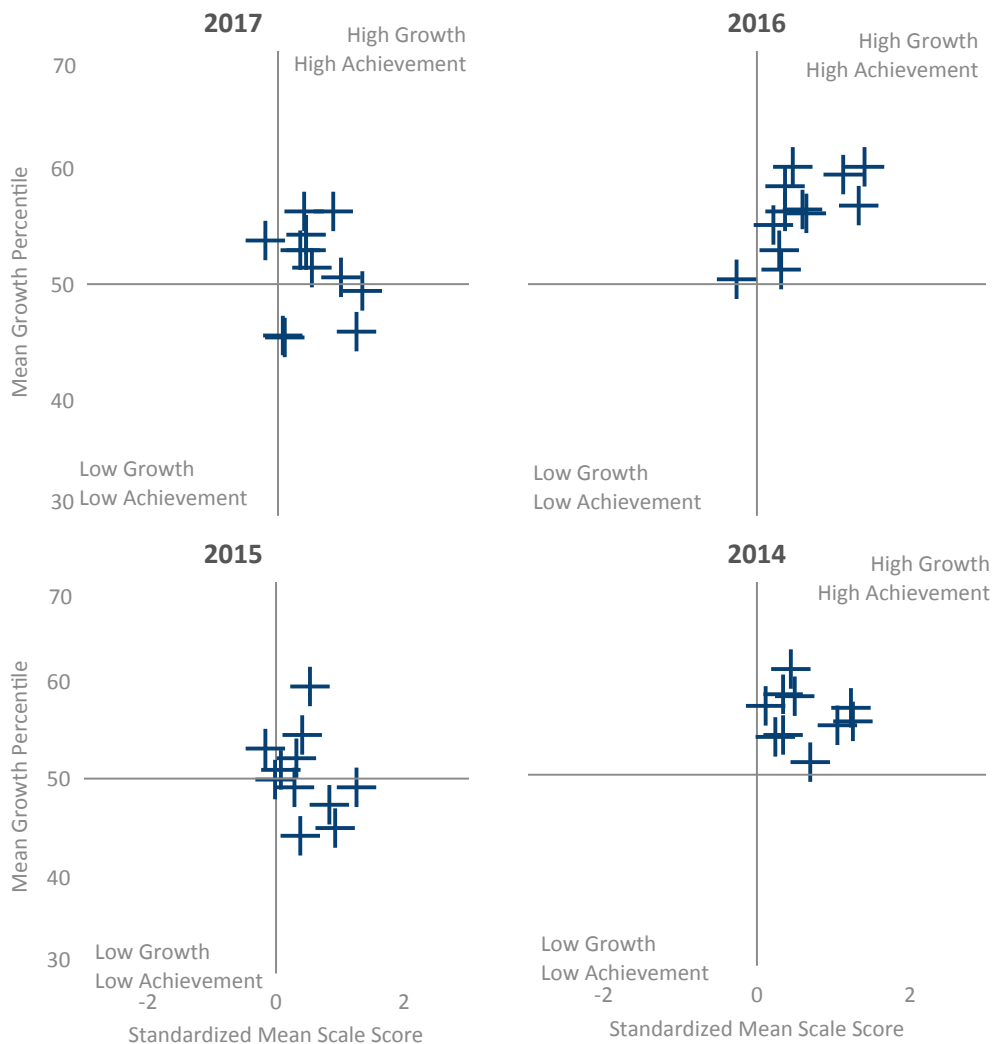 2017
High Growth
High Achievement
70
60
50
40
30
Mean Growth Percentile
Low Growth
Low Achievement
2016
High Growth
High Achievement
Low Growth
Low Achievement
2015
70
60
50
40
30
Mean Growth Percentile
Low Growth
Low Achievement
-2
0
2
Standardized Mean Scale Score
2014
High Growth
High Achievement
Low Growth
Low Achievement
-2
0
2
Standardized Mean Scale Score